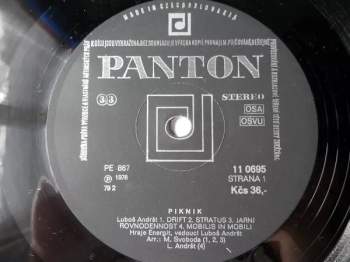 MADE IN CZECHOSLOVAKIA
PANTON
33
STEREO
OSA
OSVU
PE 867
℗ 1978
79 2
11 0695
STRANA 1
Kčs 36,-
PIKNIK
Luboš Andršt 1. DRIFT 2. STRATUS 3. JARNÍ
ROVNODENNOST 4. MOBILIS IN MOBILI
Hraje Energit, vedoucí Luboš Andršt
Arr.: M. Svoboda (1, 2, 3)
L. Andršt (4)